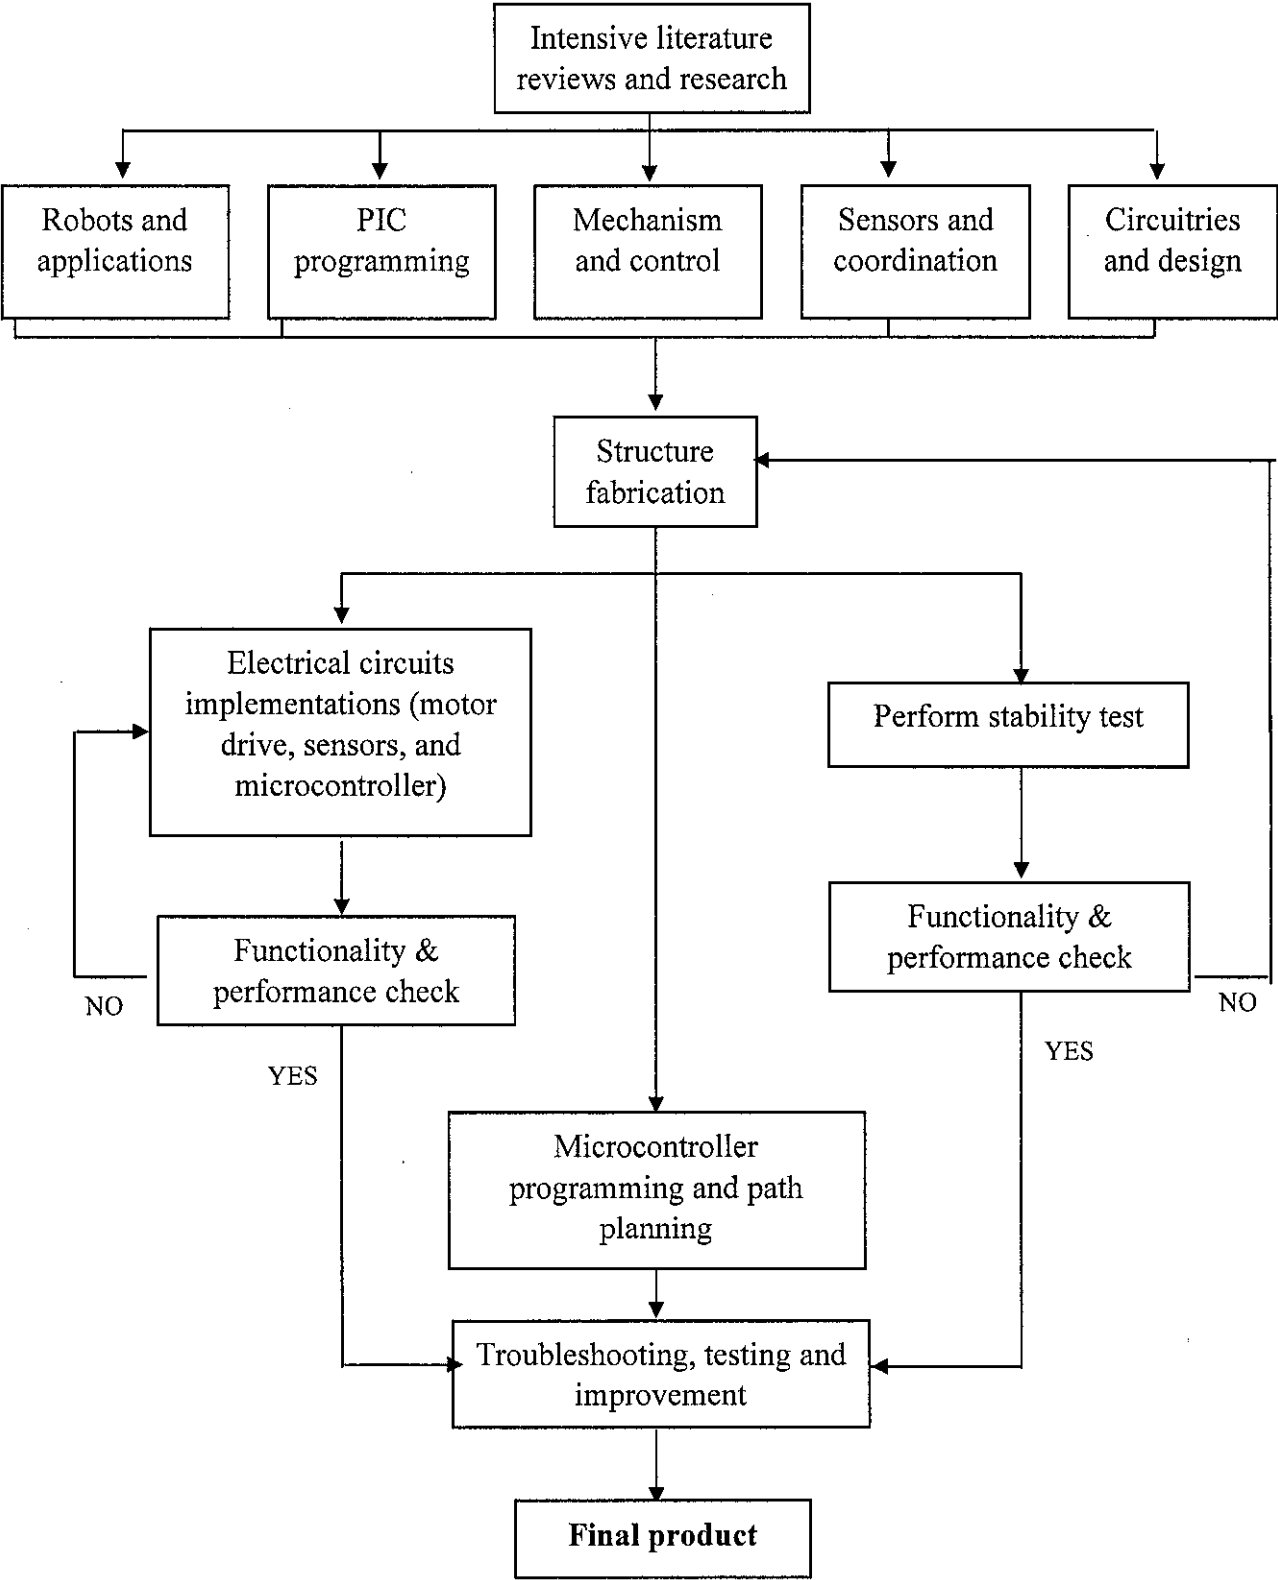 Intensive literature
reviews and research
Robots and
applications
PIC
programming
Mechanism
and control
Sensors and
coordination
Circuitries
and design
Structure
fabrication
Electrical circuits
implementations (motor
drive, sensors, and
microcontroller)
Perform stability test
Functionality &
performance check
NO
YES
Functionality &
performance check
NO
YES
Microcontroller
programming and path
planning
Troubleshooting, testing and
improvement
Final product